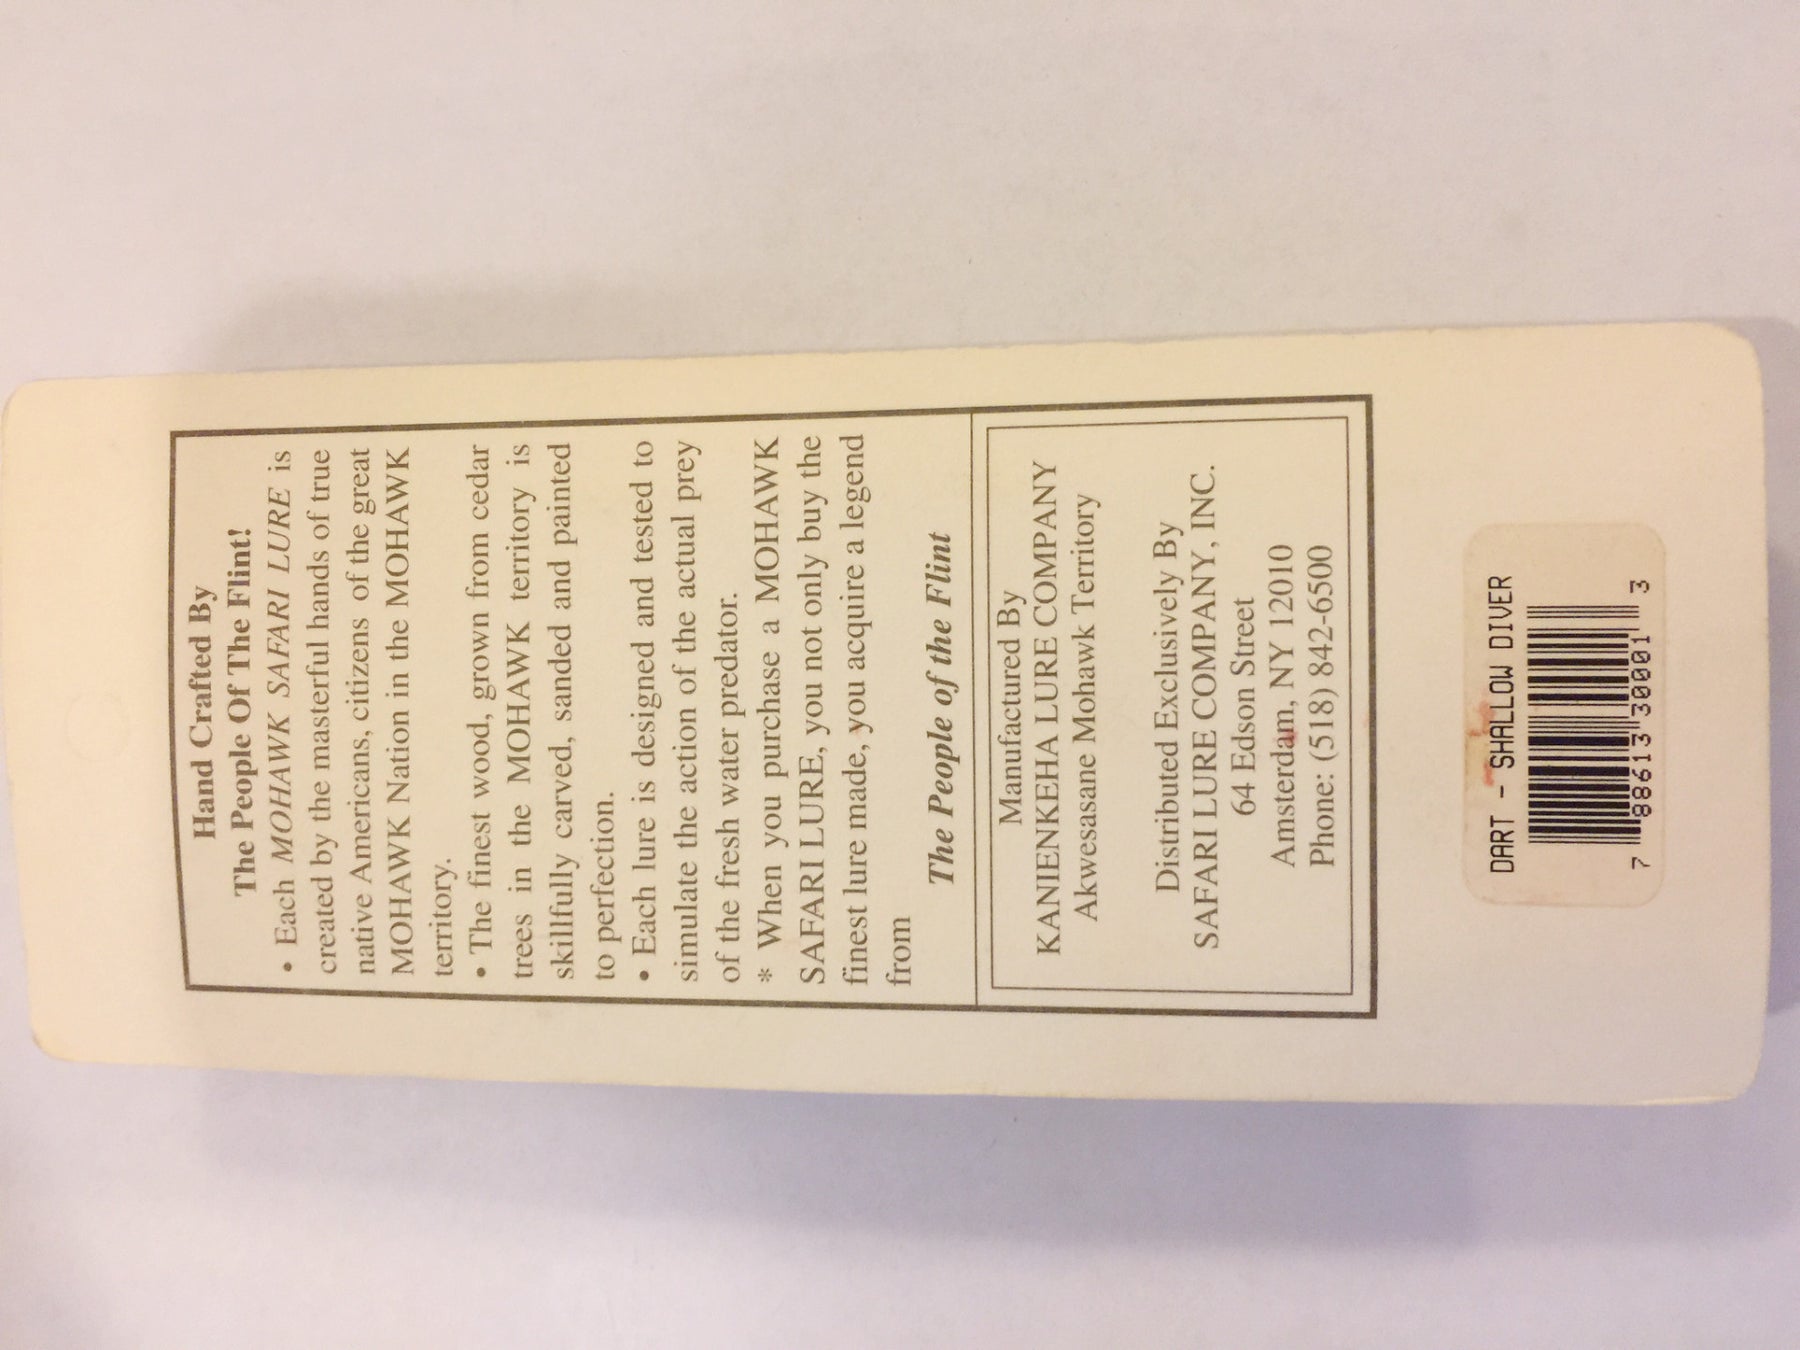 Hand Crafted By
The People Of The Flint!
• Each MOHAWK SAFARI LURE is
created by the masterful hands of true
native Americans, citizens of the great
MOHAWK Nation in the MOHAWK
territory.
• The finest wood, grown from cedar
trees in the MOHAWK territory is
skillfully carved, sanded and painted
to perfection.
• Each lure is designed and tested to
simulate the action of the actual prey
of the fresh water predator.
* When you purchase a MOHAWK
SAFARI LURE, you not only buy the
finest lure made, you acquire a legend
from
The People of the Flint
Manufactured By
KANIENKEHA LURE COMPANY
Akwesasane Mohawk Territory
Distributed Exclusively By
SAFARI LURE COMPANY, INC.
64 Edson Street
Amsterdam, NY 12010
Phone: (518) 842-6500
DART - SHALLOW DIVER
7 88613 30001 3